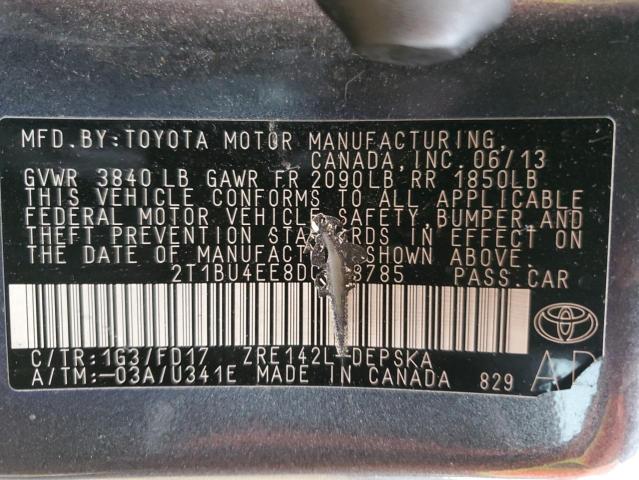 MFD. BY: TOYOTA MOTOR MANUFACTURING,
CANADA, INC. 06/13
GVWR 3840 LB GAWR FR 2090LB RR 1850LB
THIS VEHICLE CONFORMS TO ALL APPLICABLE
FEDERAL MOTOR VEHICLE SAFETY, BUMPER, AND
THEFT PREVENTION IN EFFECT ON
THE DATE OF SHOWN ABOVE.
PASS. CAR
C/TR: 1G3/FD17 ZRE142L-DEPSKA
A/TM: -03A/U341E MADE IN CANADA 829